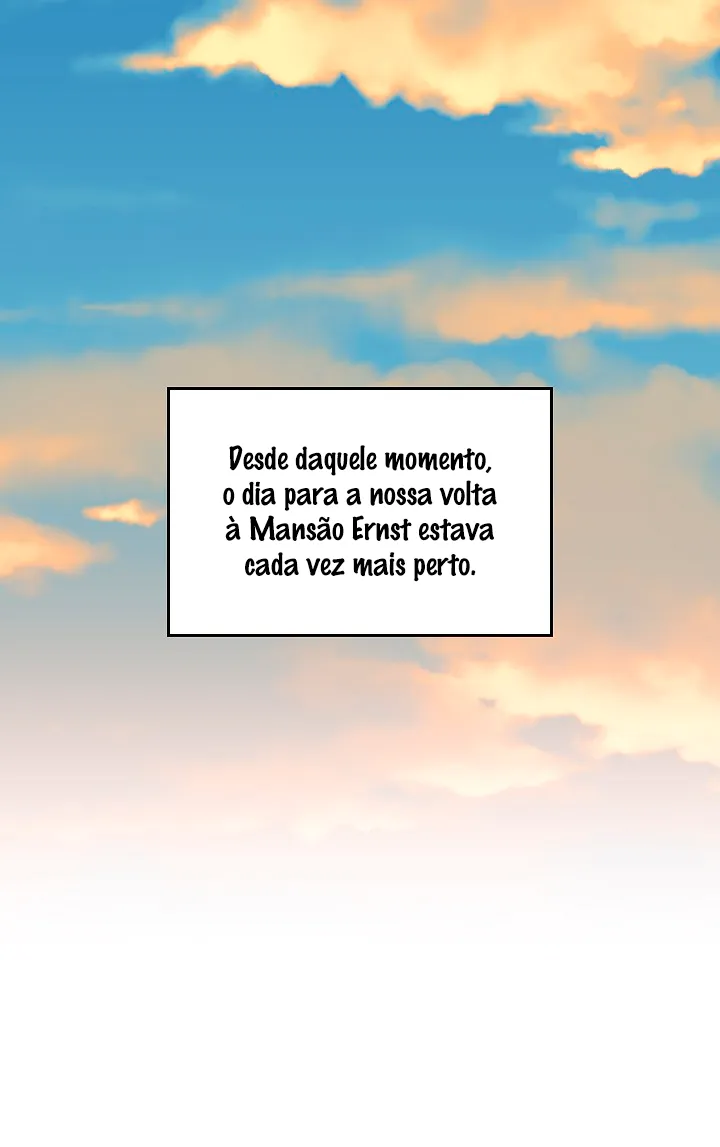 Desde daquele momento,
o dia para a nossa volta
à Mansão Ernst estava
cada vez mais perto.